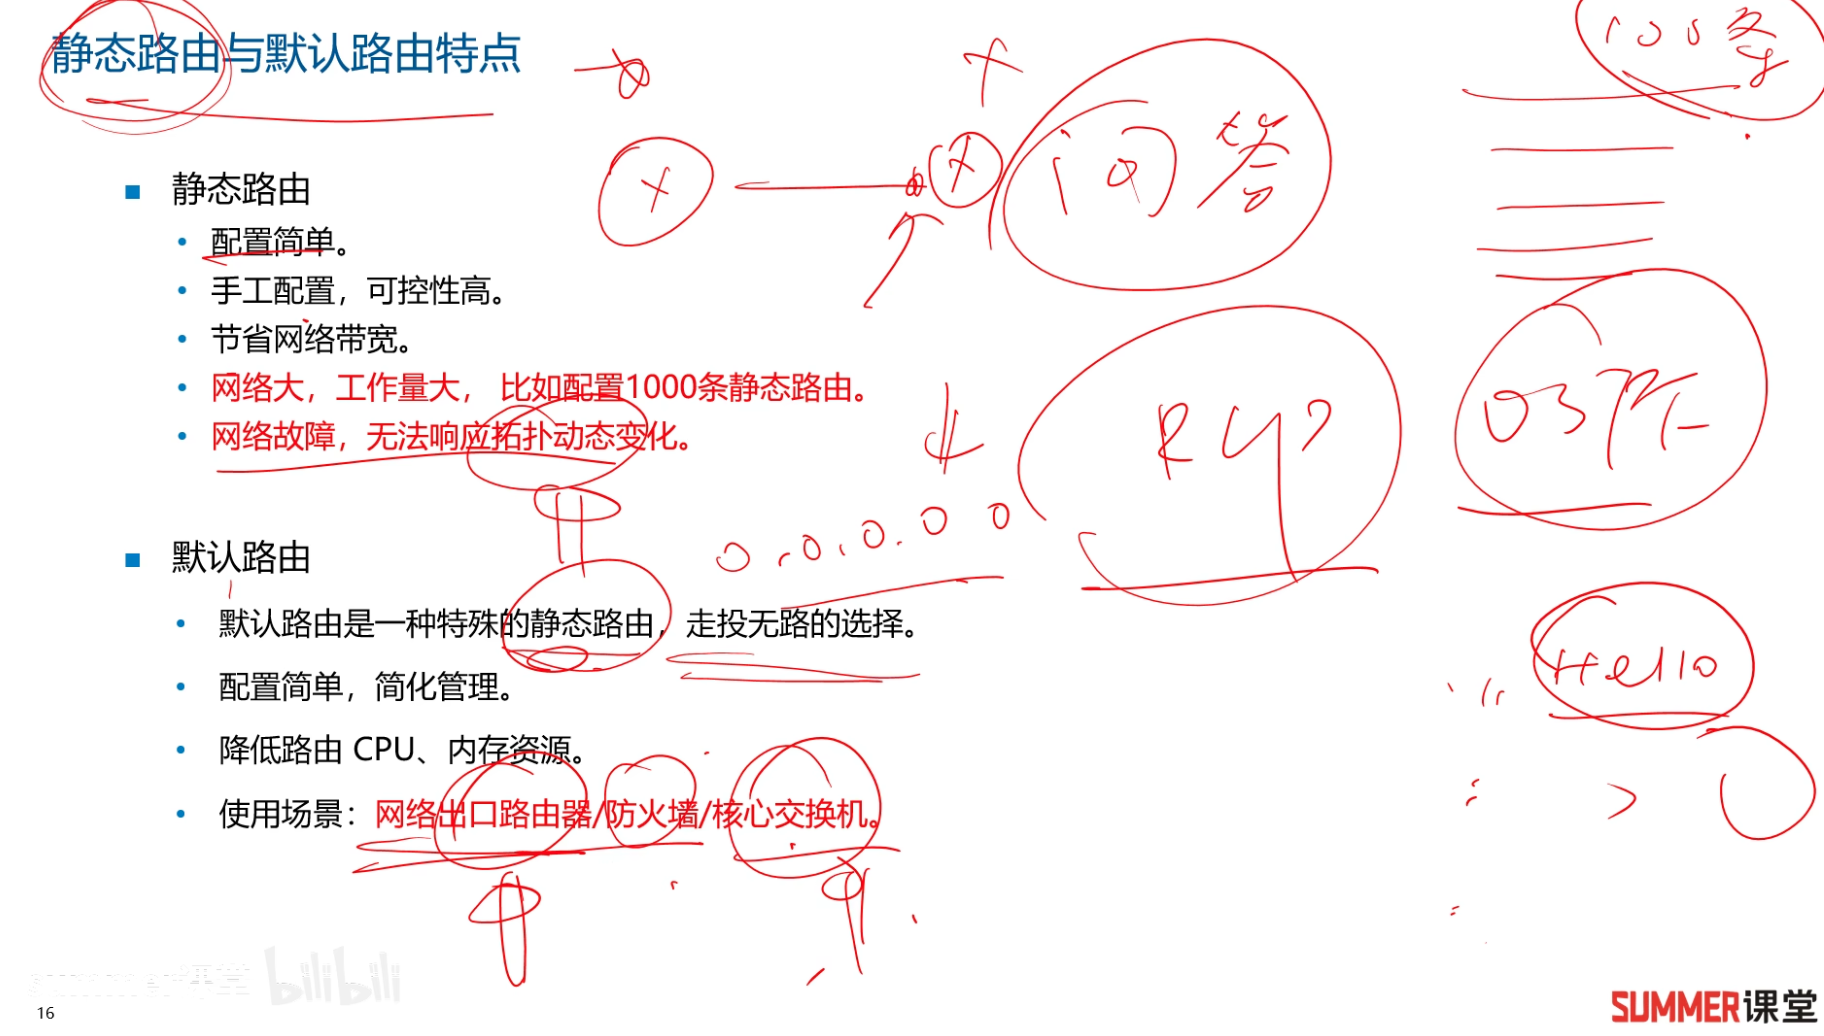 静态路由与默认路由特点
100条
问答
■ 静态路由
• 配置简单。
• 手工配置，可控性高。
• 节省网络带宽。
• 网络大，工作量大， 比如配置1000条静态路由。
• 网络故障，无法响应拓扑动态变化。
OSPF
0.0.0.0 0
■ 默认路由
• 默认路由是一种特殊的静态路由，走投无路的选择。
Hello
• 配置简单，简化管理。
• 降低路由 CPU、内存资源。
• 使用场景：网络出口路由器/防火墙/核心交换机。
summer课堂 bilibili
16
SUMMER课堂